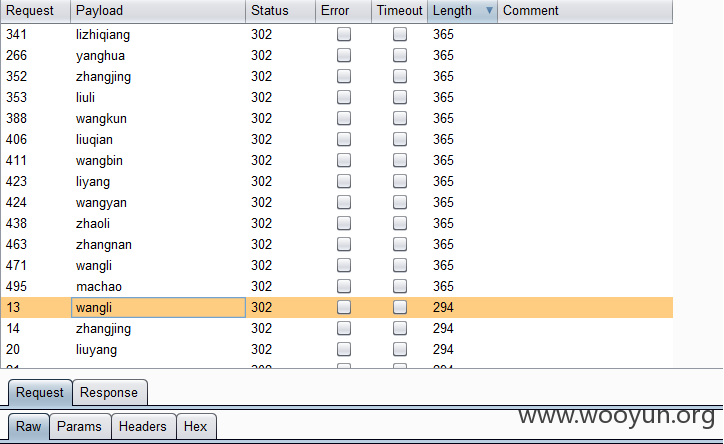 Request Payload Status Error Timeout Length Comment
341 lizhiqiang 302 365
266 yanghua 302 365
352 zhangjing 302 365
353 liuli 302 365
388 wangkun 302 365
406 liuqian 302 365
411 wangbin 302 365
423 liyang 302 365
424 wangyan 302 365
438 zhaoli 302 365
463 zhangnan 302 365
471 wangli 302 365
495 machao 302 365
13 wangli 302 294
14 zhangjing 302 294
20 liuyang 302 294
Request Response
Raw Params Headers Hex
www.wooyun.org